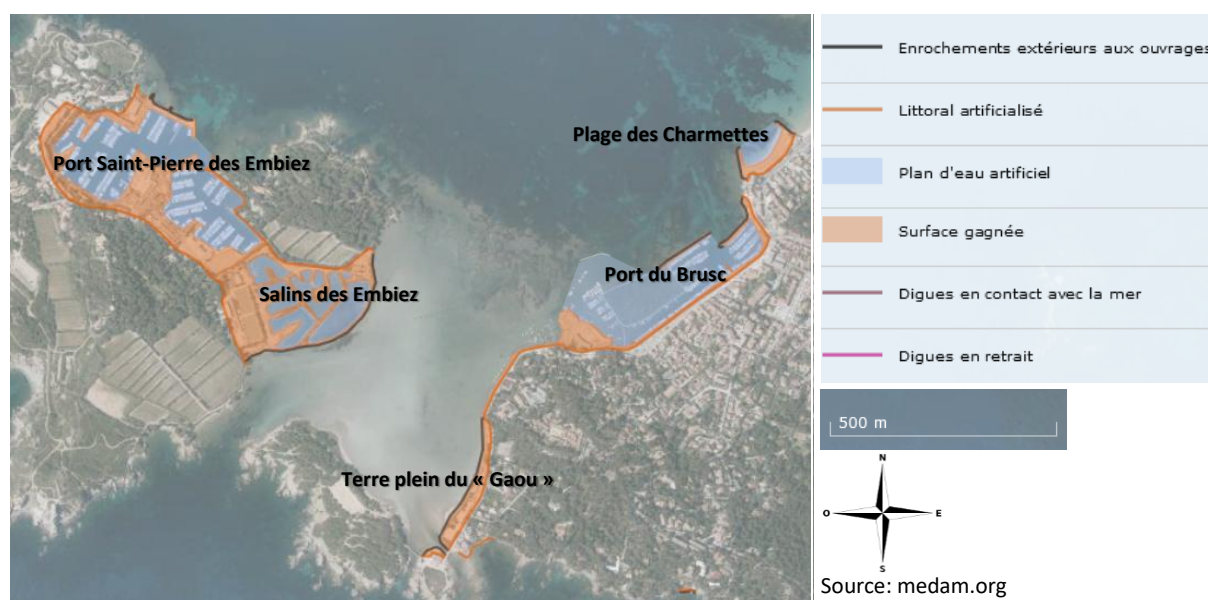 Plage des Charmettes
Port Saint-Pierre des Embiez
Port du Brusc
Salins des Embiez
Terre plein du « Gaou »
Enrochements extérieurs aux ouvrages
Littoral artificialisé
Plan d'eau artificiel
Surface gagnée
Digues en contact avec la mer
Digues en retrait
500 m
N
O
E
S
Source: medam.org